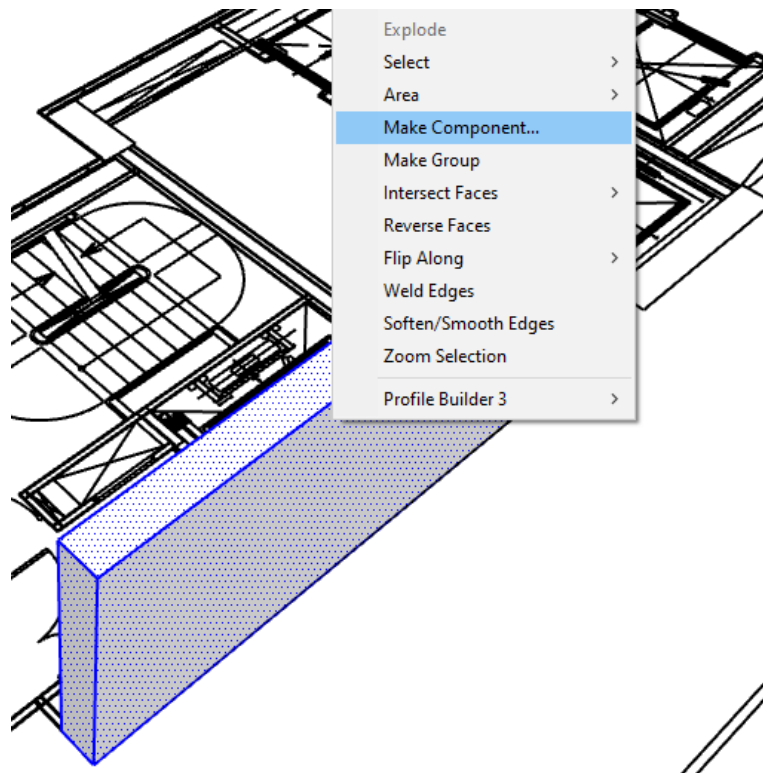 Explode
Select
Area
Make Component...
Make Group
Intersect Faces
Reverse Faces
Flip Along
Weld Edges
Soften/Smooth Edges
Zoom Selection
Profile Builder 3